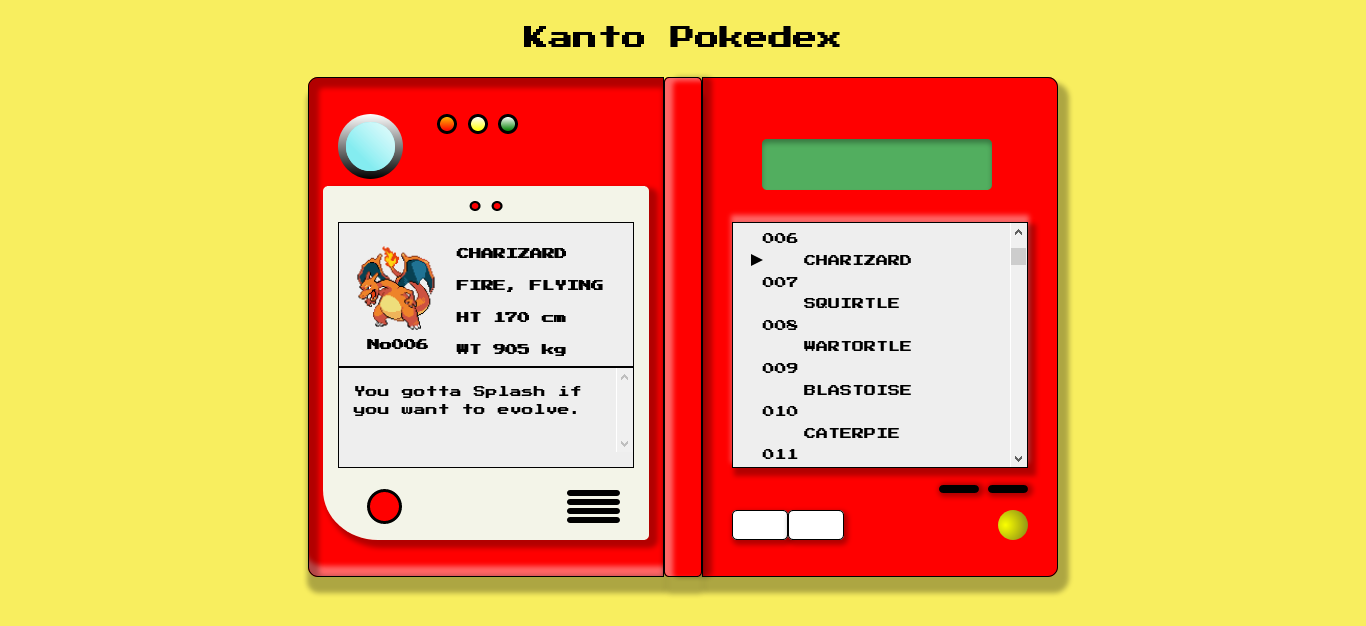 Kanto Pokedex
CHARIZARD
FIRE, FLYING
HT 170 cm
WT 905 kg
No006
You gotta Splash if
you want to evolve.
006
▶ CHARIZARD
007
SQUIRTLE
008
WARTORTLE
009
BLASTOISE
010
CATERPIE
011